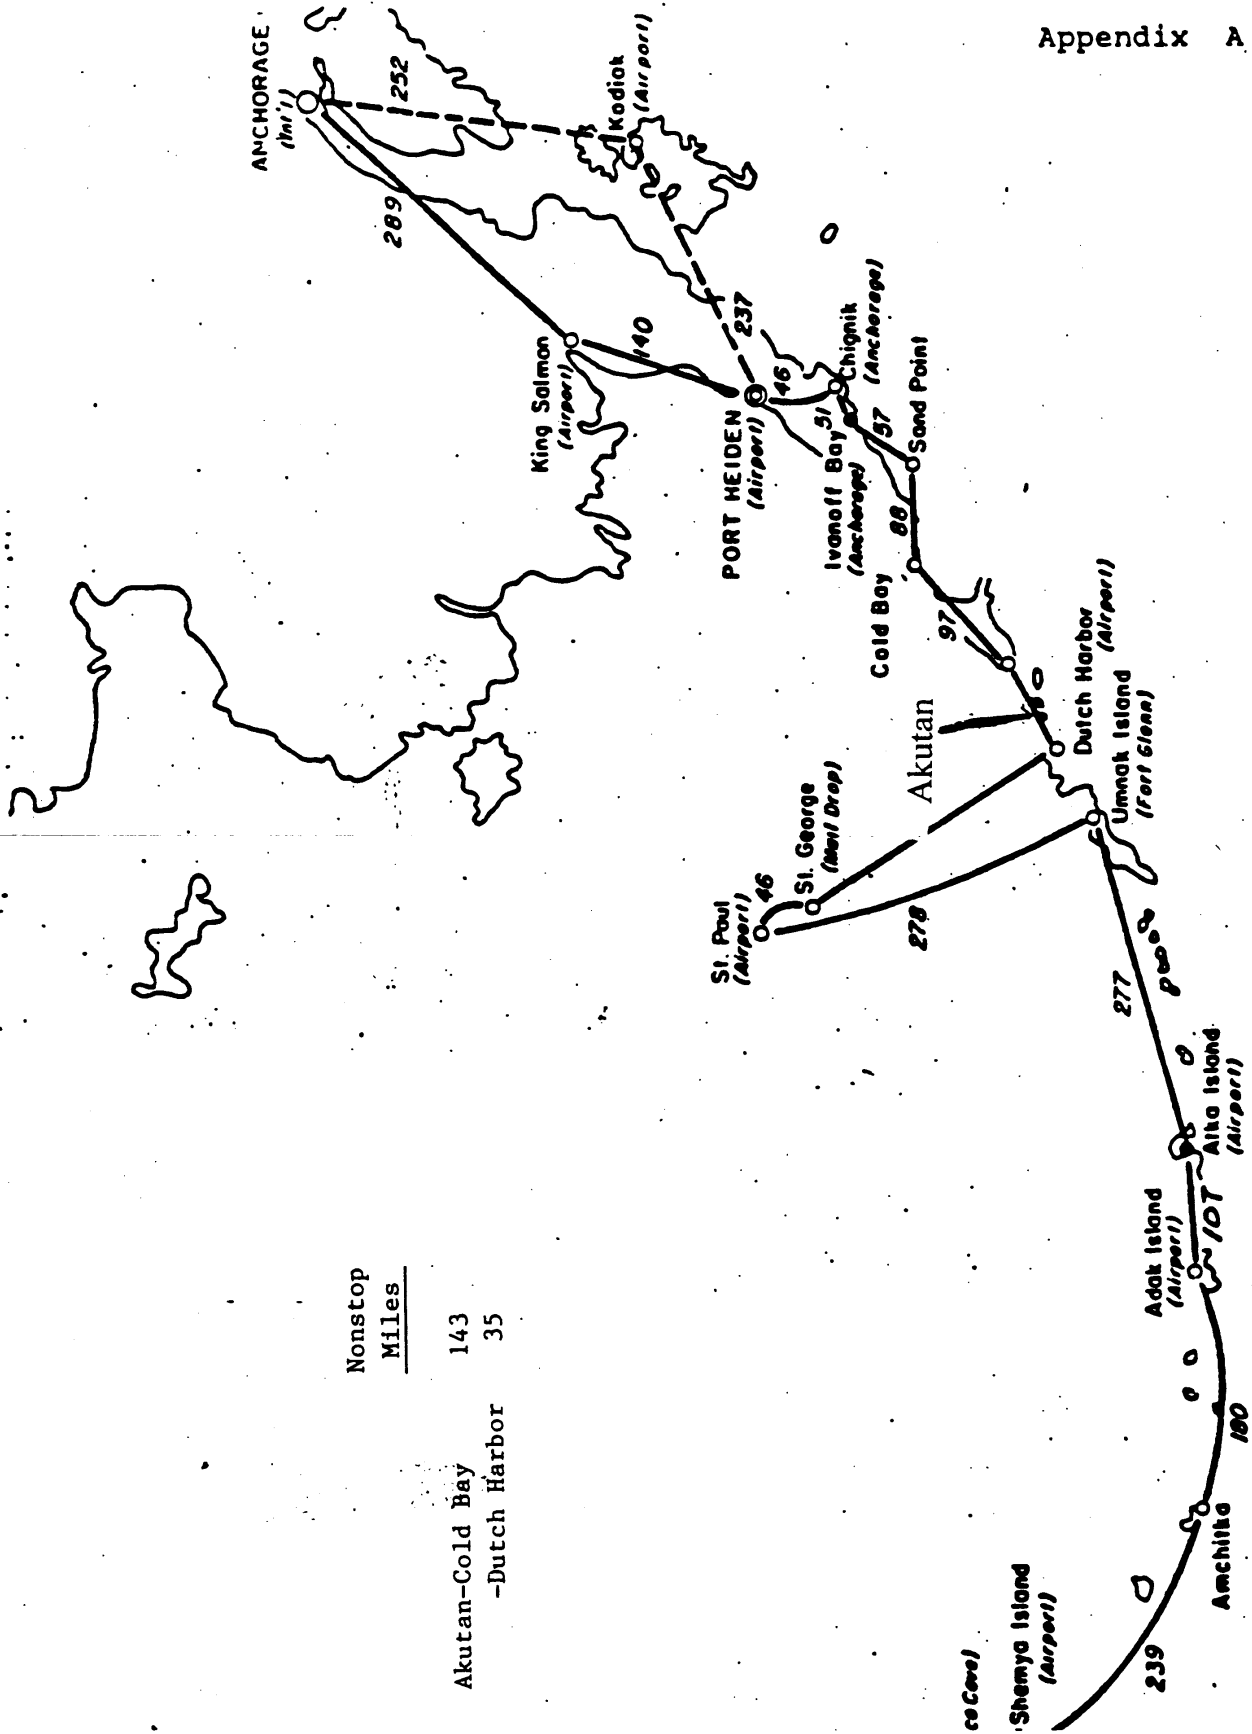 Appendix A
ANCHORAGE
(Int'l)
252
289
Kodiak
(Airport)
King Salmon
(Airport)
140
237
PORT HEIDEN
(Airport)
46
Chignik
(Anchorage)
51
Ivanoff Bay
(Anchorage)
57
Sand Point
88
Cold Bay
97
Akutan
Dutch Harbor
(Airport)
Umnak Island
(Fort Glenn)
St. George
(Mail Drop)
46
St. Paul
(Airport)
278
277
Atka Island
(Airport)
107
Adak Island
(Airport)
180
Amchitka
239
Shemya Island
(Airport)
co Cove)
Nonstop
Miles
Akutan-Cold Bay 143
-Dutch Harbor 35